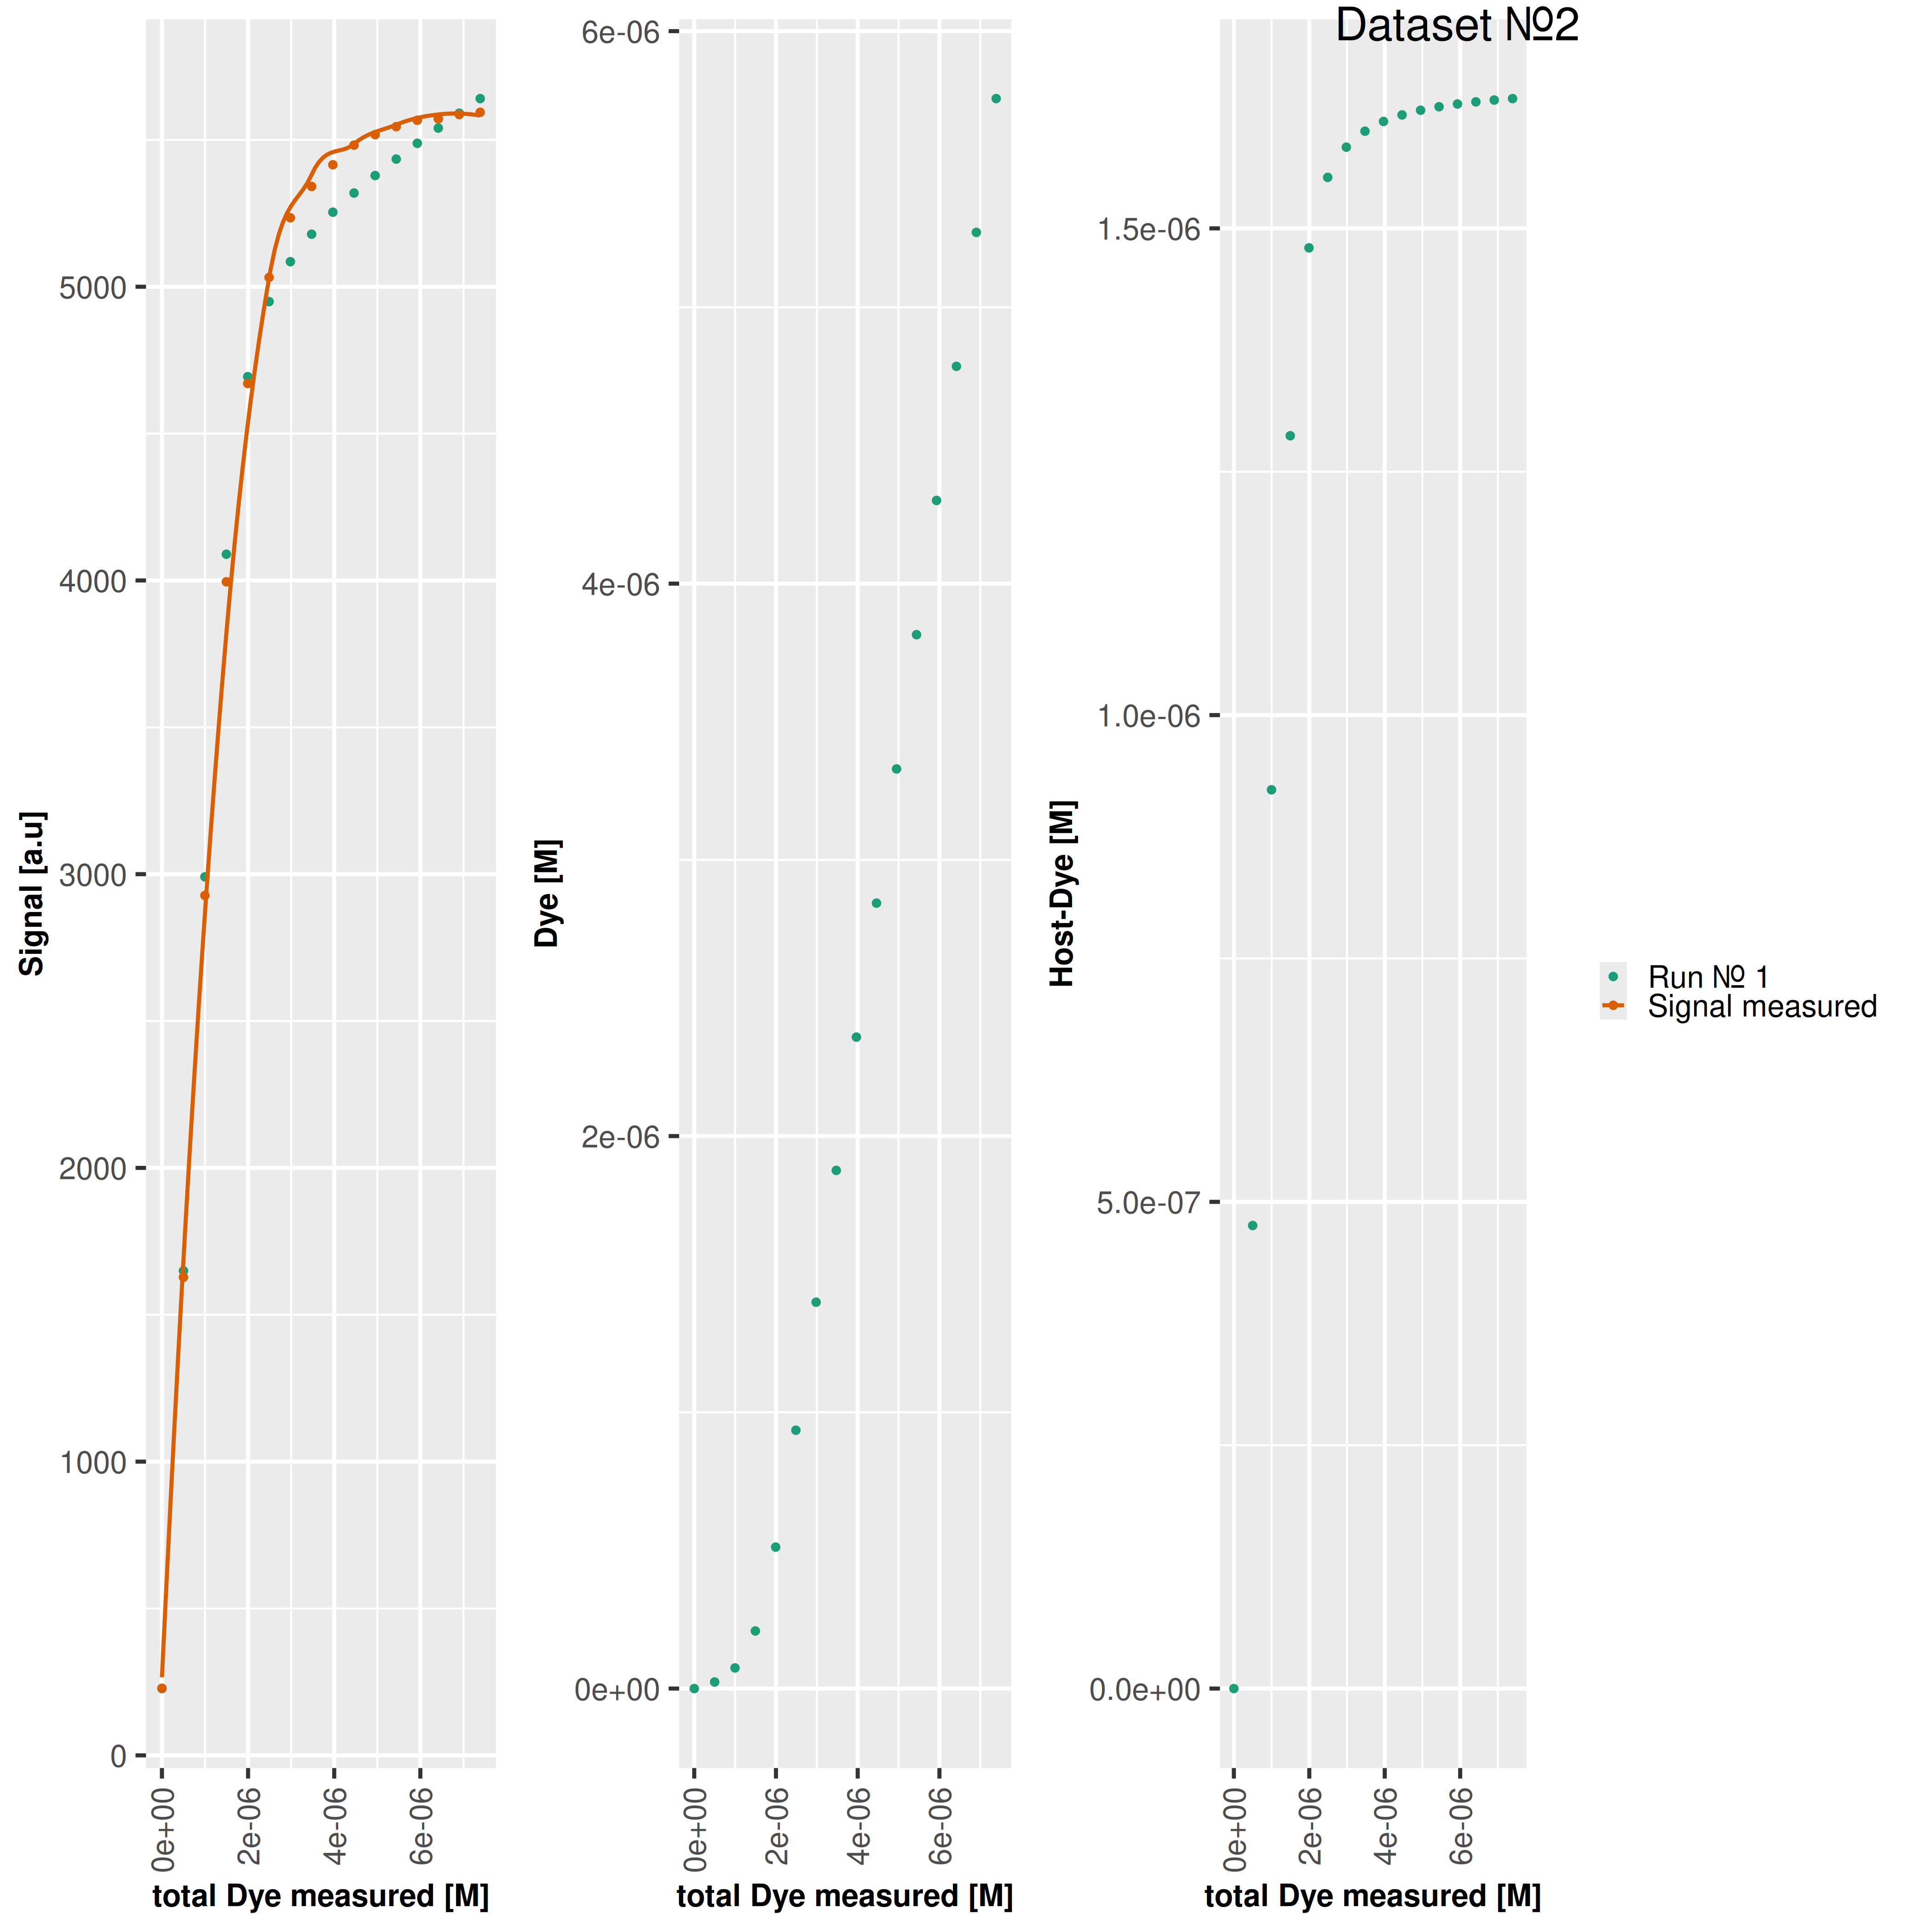 Dataset №2
Signal [a.u]
5000
4000
3000
2000
1000
0
0e+00
2e-06
4e-06
6e-06
total Dye measured [M]
Dye [M]
6e-06
4e-06
2e-06
0e+00
0e+00
2e-06
4e-06
6e-06
total Dye measured [M]
Host-Dye [M]
1.5e-06
1.0e-06
5.0e-07
0.0e+00
0e+00
2e-06
4e-06
6e-06
total Dye measured [M]
Run № 1
Signal measured